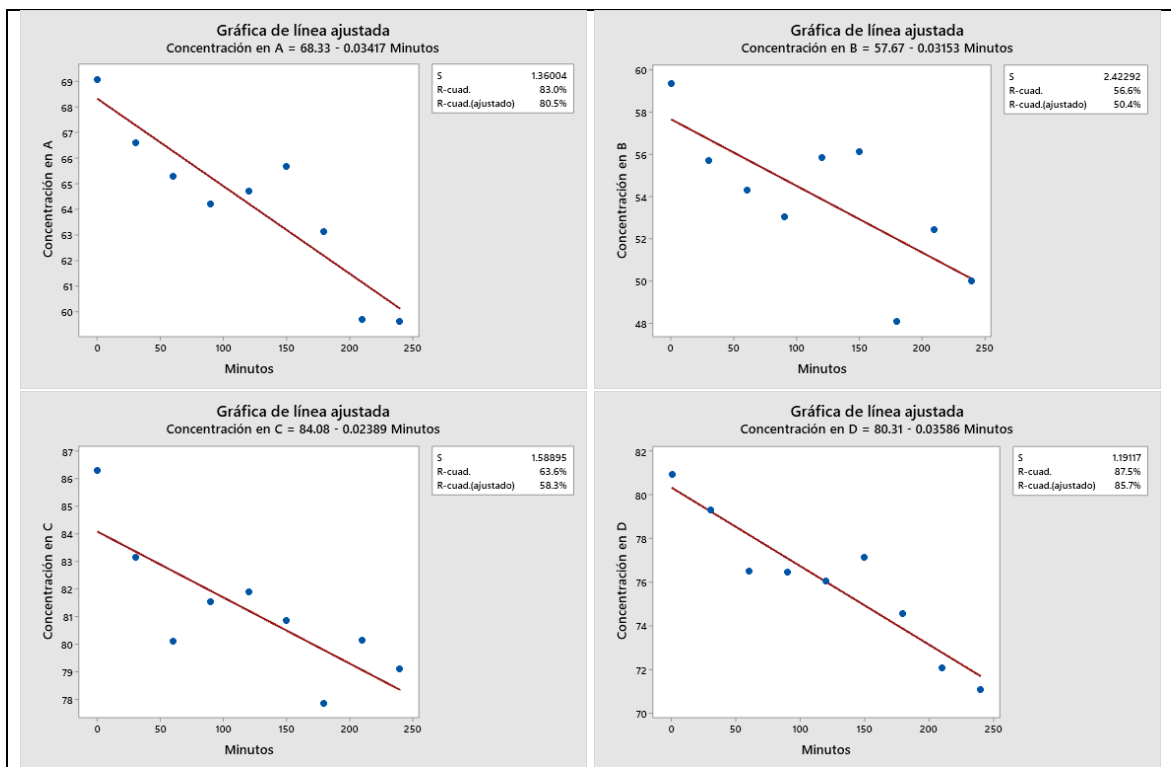 Gráfica de línea ajustada
Concentración en A = 68.33 - 0.03417 Minutos
S 1.36004
R-cuad. 83.0%
R-cuad.(ajustado) 80.5%
Concentración en A
69
68
67
66
65
64
63
62
61
60
0 50 100 150 200 250
Minutos
Gráfica de línea ajustada
Concentración en B = 57.67 - 0.03153 Minutos
S 2.42292
R-cuad. 56.6%
R-cuad.(ajustado) 50.4%
Concentración en B
60
58
56
54
52
50
48
0 50 100 150 200 250
Minutos
Gráfica de línea ajustada
Concentración en C = 84.08 - 0.02389 Minutos
S 1.58895
R-cuad. 63.6%
R-cuad.(ajustado) 58.3%
Concentración en C
87
86
85
84
83
82
81
80
79
78
0 50 100 150 200 250
Minutos
Gráfica de línea ajustada
Concentración en D = 80.31 - 0.03586 Minutos
S 1.19117
R-cuad. 87.5%
R-cuad.(ajustado) 85.7%
Concentración en D
82
80
78
76
74
72
70
0 50 100 150 200 250
Minutos